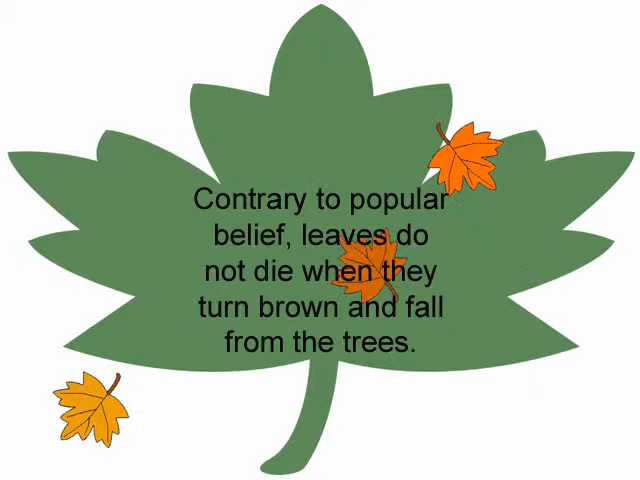 Contrary to popular
belief, leaves do
not die when they
turn brown and fall
from the trees.